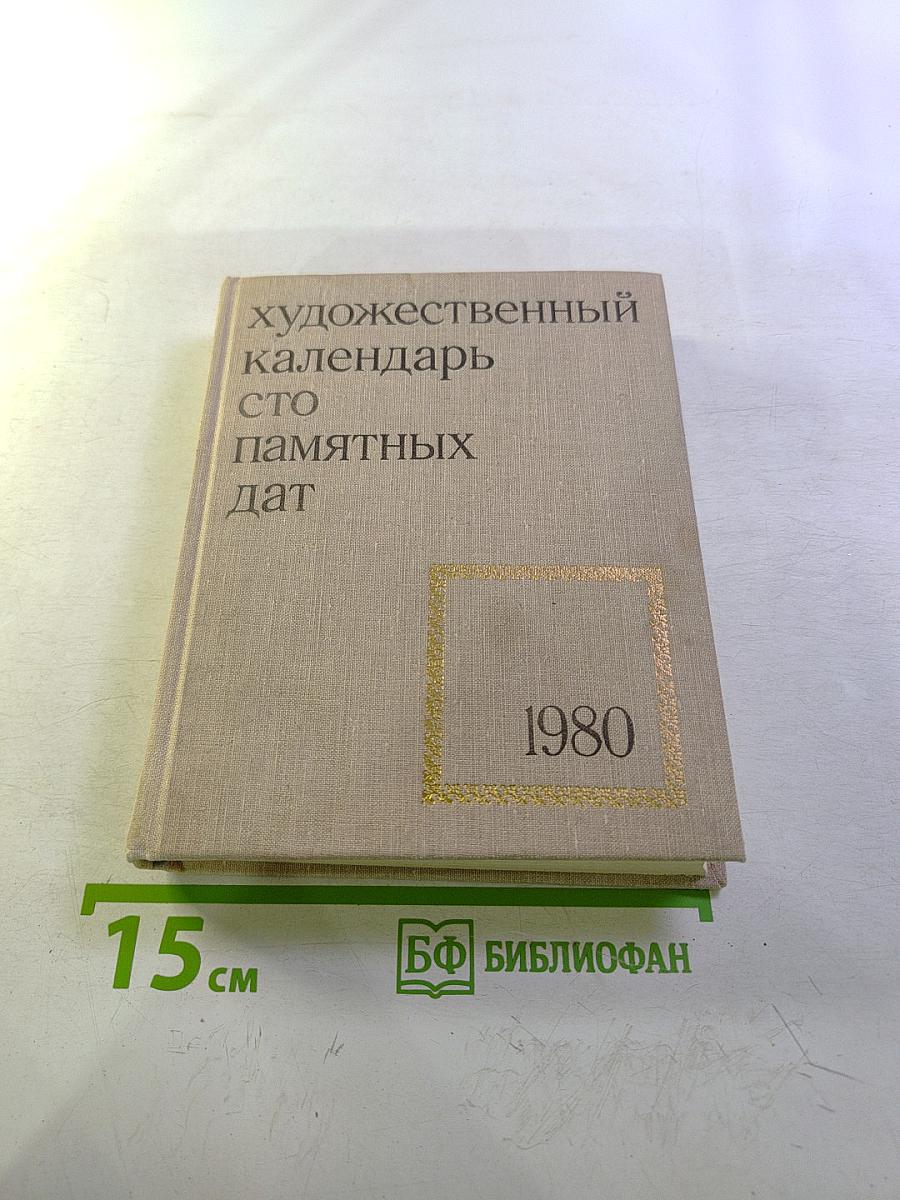 художественный
календарь
сто
памятных
дат
1980
15 см
БФ БИБЛИОФАН